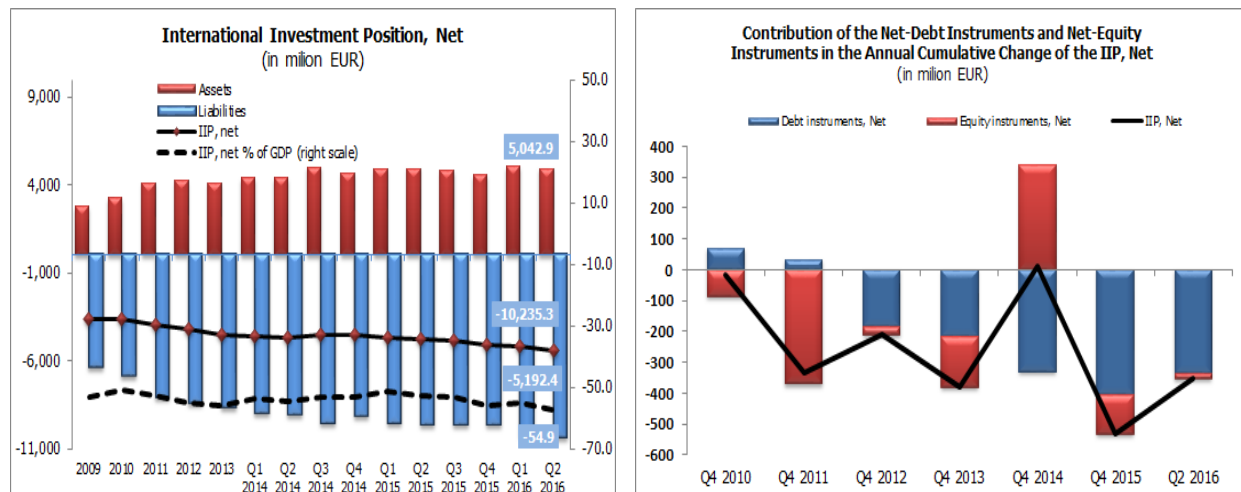 International Investment Position, Net
(in milion EUR)
50.0
9,000
Assets
Liabilities
IIP, net
30.0
IIP, net % of GDP (right scale)
5,042.9
4,000
10.0
-10.0
-1,000
-10,235.3
-30.0
-6,000
-5,192.4
-50.0
-54.9
-11,000
-70.0
2009 2010 2011 2012 2013 Q1 Q2 Q3 Q4 Q1 Q2 Q3 Q4 Q1 Q2
2014 2014 2014 2014 2015 2015 2015 2015 2016 2016
Contribution of the Net-Debt Instruments and Net-Equity
Instruments in the Annual Cumulative Change of the IIP, Net
(in milion EUR)
Debt instruments, Net Equity instruments, Net IIP, Net
400
300
200
100
0
-100
-200
-300
-400
-500
-600
Q4 2010 Q4 2011 Q4 2012 Q4 2013 Q4 2014 Q4 2015 Q2 2016